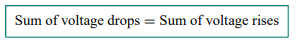 Sum of voltage drops = Sum of voltage rises